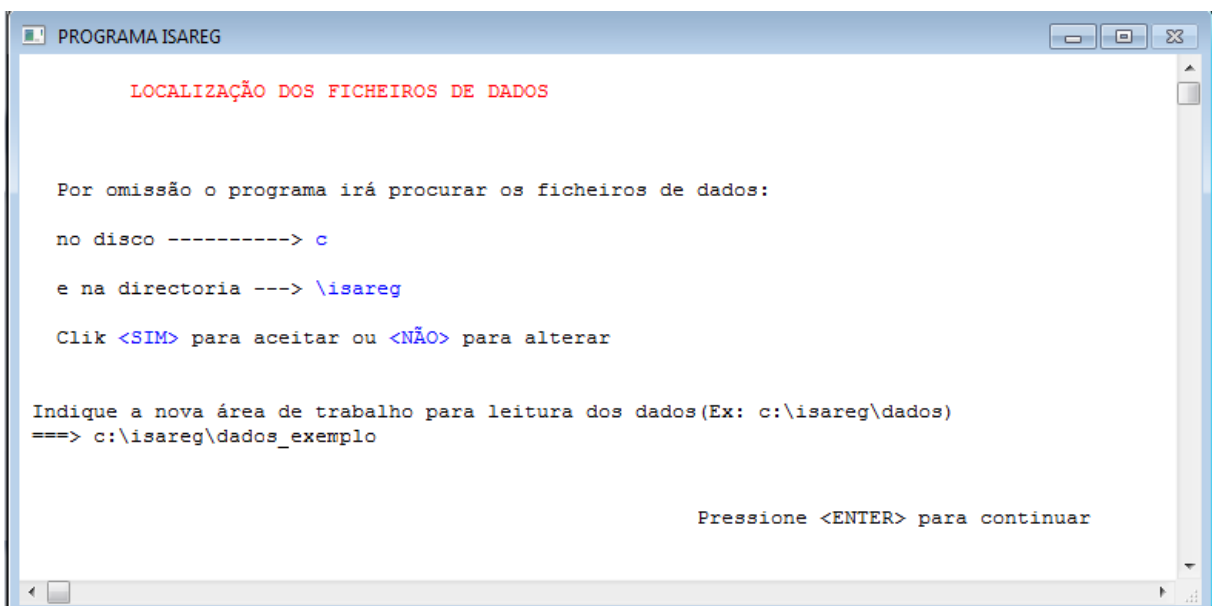 PROGRAMA ISAREG
LOCALIZAÇÃO DOS FICHEIROS DE DADOS
Por omissão o programa irá procurar os ficheiros de dados:
no disco ----------> c
e na directoria ---> \isareg
Clik <SIM> para aceitar ou <NÃO> para alterar
Indique a nova área de trabalho para leitura dos dados(Ex: c:\isareg\dados)
===> c:\isareg\dados_exemplo
Pressione <ENTER> para continuar